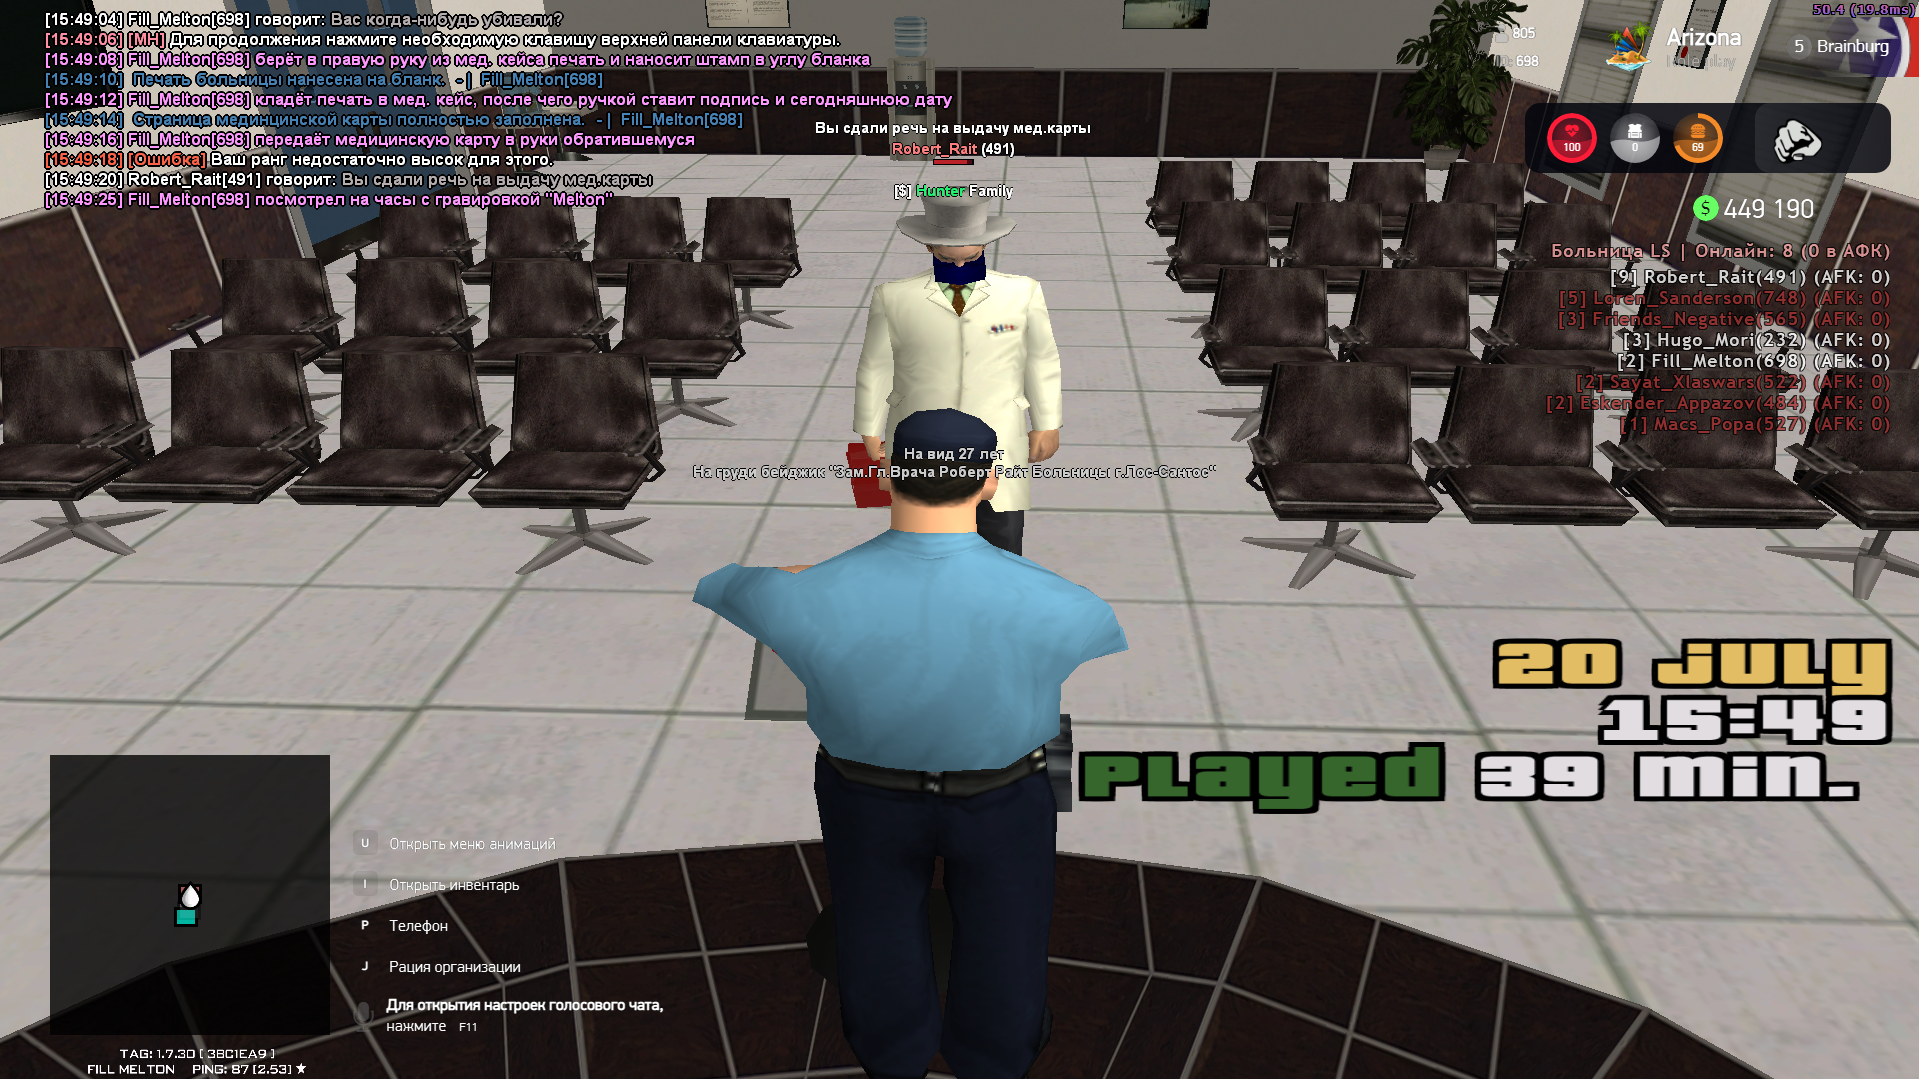 [15:49:04] Fill_Melton[698] говорит: Вас когда-нибудь убивали?
[15:49:06] [MH] Для продолжения нажмите необходимую клавишу верхней панели клавиатуры.
[15:49:08] Fill_Melton[698] берёт в правую руку из мед. кейса печать и наносит штамп в углу бланка
[15:49:10] Печать больницы нанесена на бланк. - | Fill_Melton[698]
[15:49:12] Fill_Melton[698] кладёт печать в мед. кейс, после чего ручкой ставит подпись и сегодняшнюю дату
[15:49:14] Страница мединцинской карты полностью заполнена. - | Fill_Melton[698]
[15:49:16] Fill_Melton[698] передаёт медицинскую карту в руки обратившемуся
[15:49:18] [Ошибка] Ваш ранг недостаточно высок для этого.
[15:49:20] Robert_Rait[491] говорит: Вы сдали речь на выдачу мед.карты
[15:49:25] Fill_Melton[698] посмотрел на часы с гравировкой "Melton"
Вы сдали речь на выдачу мед.карты
Robert_Rait (491)
[$] Hunter Family
На вид 27 лет
На груди бейджик "Зам.Гл.Врача Роберт Райт Больницы г.Лос-Сантос"
50.4 (19.8ms)
805
ID: 698
Arizona
Role Play
5 Brainburg
100
0
69
$ 449 190
Больница LS | Онлайн: 8 (0 в АФК)
[9] Robert_Rait(491) (AFK: 0)
[5] Loren_Sanderson(748) (AFK: 0)
[3] Friends_Negative(565) (AFK: 0)
[3] Hugo_Mori(232) (AFK: 0)
[2] Fill_Melton(698) (AFK: 0)
[2] Sayat_Xlaswars(522) (AFK: 0)
[2] Eskender_Appazov(484) (AFK: 0)
[1] Macs_Popa(527) (AFK: 0)
20 July
15:49
Played 39 min.
U Открыть меню анимаций
I Открыть инвентарь
P Телефон
J Рация организации
Для открытия настроек голосового чата,
нажмите F11
TAG: 1.7.30 [ 38C1EA9 ]
FILL MELTON PING: 87 [2.53] ★